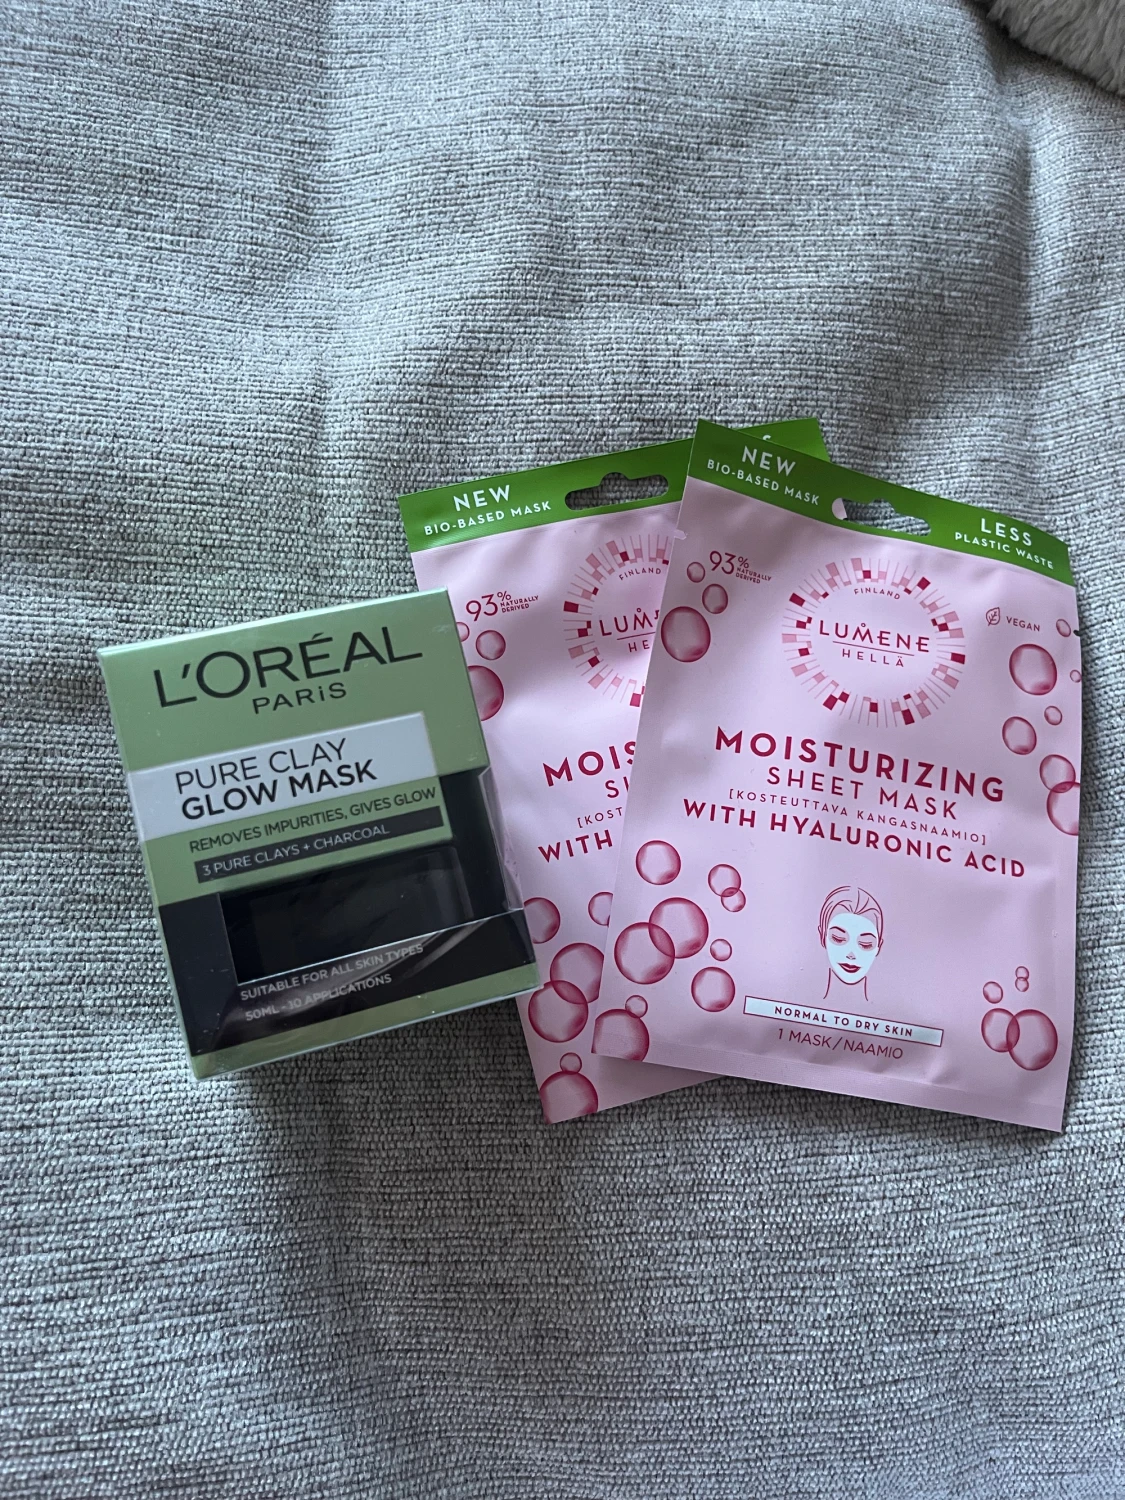 L'ORÉAL
PARiS
PURE CLAY
GLOW MASK
REMOVES IMPURITIES, GIVES GLOW
3 PURE CLAYS + CHARCOAL
SUITABLE FOR ALL SKIN TYPES
50ML - 10 APPLICATIONS
NEW
BIO-BASED MASK
S
93%
NATURALLY
DERIVED
FINLAND
LUMENE
HE
MOIS
S
[KOST
WITH
NEW
BIO-BASED MASK
LESS
PLASTIC WASTE
93%
NATURALLY
DERIVED
FINLAND
LUMENE
HELLÄ
VEGAN
MOISTURIZING
SHEET MASK
[KOSTEUTTAVA KANGASNAAMIO]
WITH HYALURONIC ACID
NORMAL TO DRY SKIN
1 MASK/NAAMIO